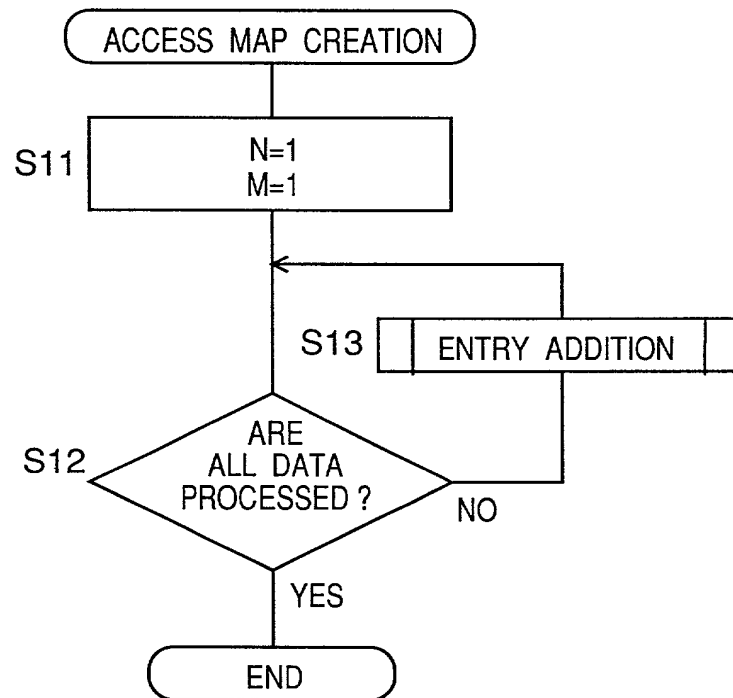 ACCESS MAP CREATION
S11
N=1
M=1
S13
ENTRY ADDITION
S12
ARE
ALL DATA
PROCESSED ?
NO
YES
END